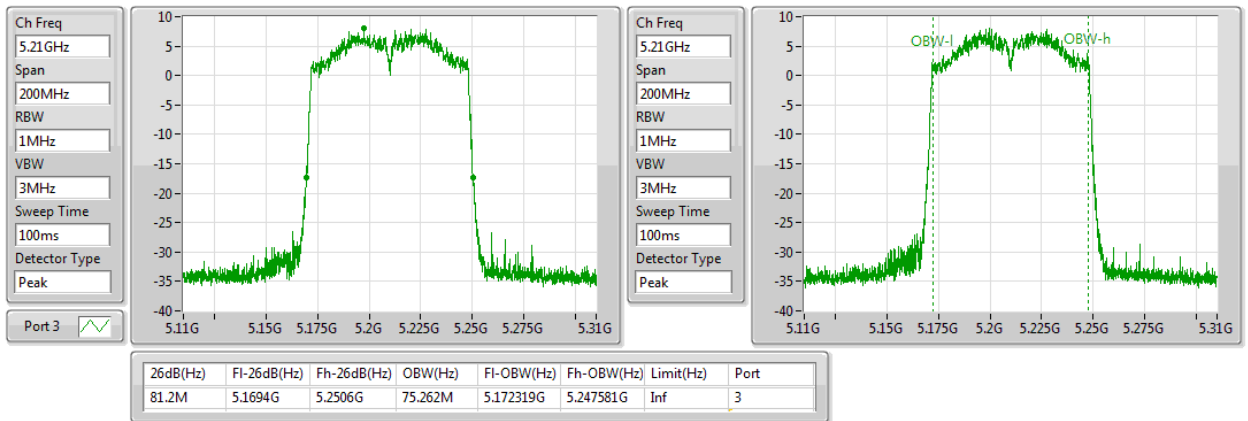 Ch Freq
5.21GHz
Span
200MHz
RBW
1MHz
VBW
3MHz
Sweep Time
100ms
Detector Type
Peak
Port 3
10
5
0
-5
-10
-15
-20
-25
-30
-35
-40
5.11G 5.15G 5.175G 5.2G 5.225G 5.25G 5.275G 5.31G
Ch Freq
5.21GHz
Span
200MHz
RBW
1MHz
VBW
3MHz
Sweep Time
100ms
Detector Type
Peak
10
5
0
-5
-10
-15
-20
-25
-30
-35
-40
OBW-l OBW-h
5.11G 5.15G 5.175G 5.2G 5.225G 5.25G 5.275G 5.31G
26dB(Hz) Fl-26dB(Hz) Fh-26dB(Hz) OBW(Hz) Fl-OBW(Hz) Fh-OBW(Hz) Limit(Hz) Port
81.2M 5.1694G 5.2506G 75.262M 5.172319G 5.247581G Inf 3